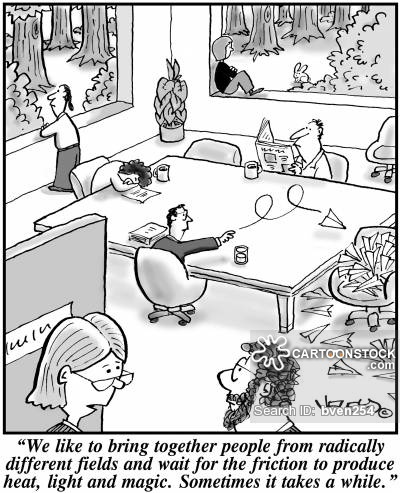 CARTOONSTOCK
.com
Search ID: bven254
"We like to bring together people from radically
different fields and wait for the friction to produce
heat, light and magic. Sometimes it takes a while."